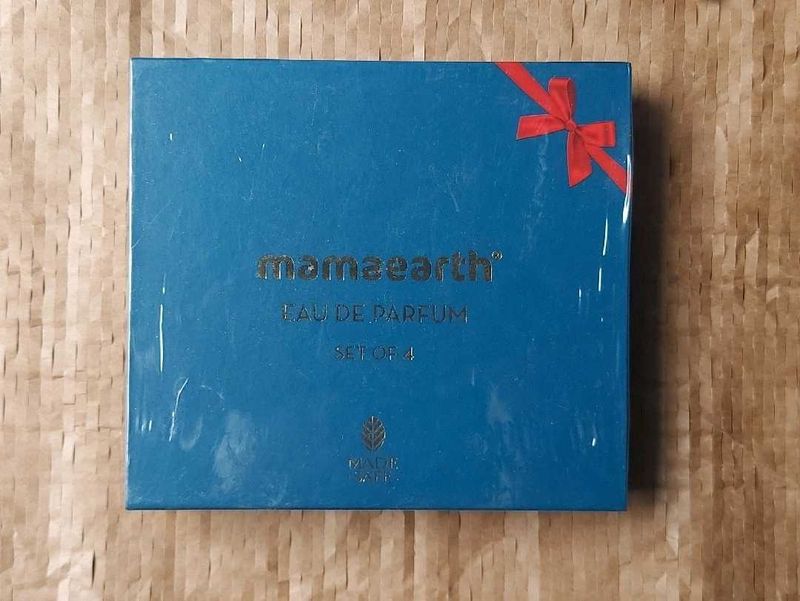 mamaearth®
EAU DE PARFUM
SET OF 4
MADE
SAFE